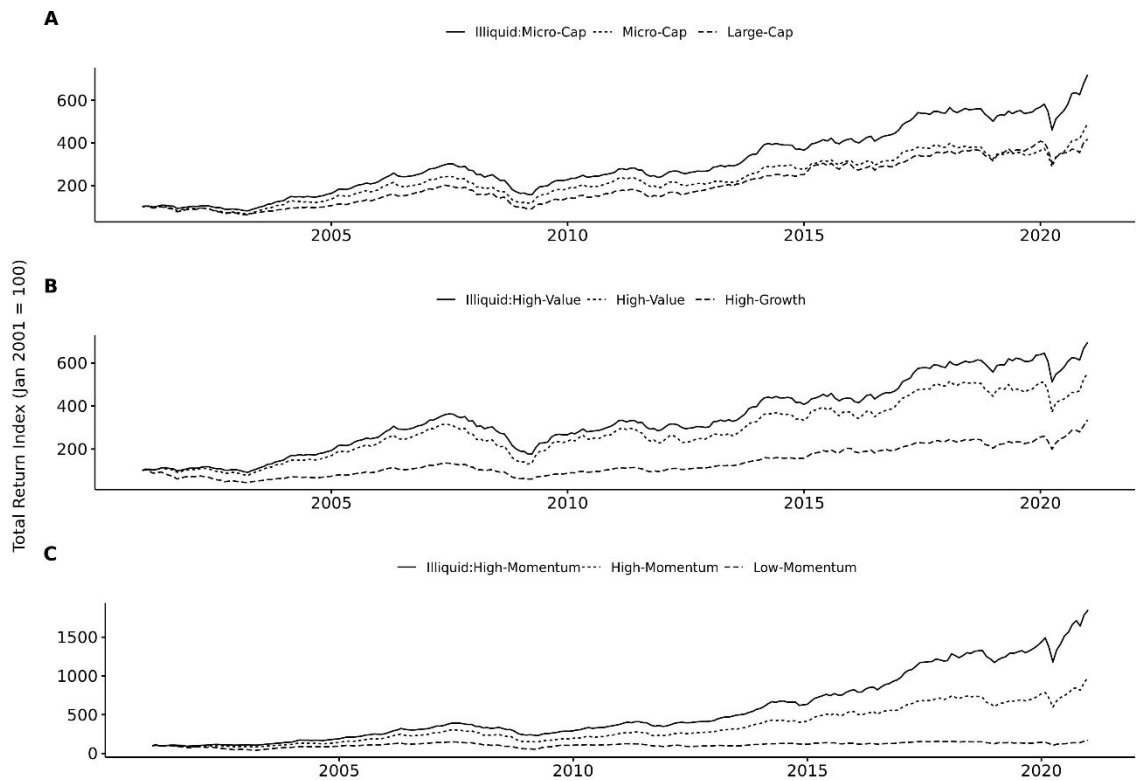 A
Illiquid:Micro-Cap Micro-Cap Large-Cap
600
400
200
2005 2010 2015 2020
Total Return Index (Jan 2001 = 100)
B
Illiquid:High-Value High-Value High-Growth
600
400
200
2005 2010 2015 2020
C
Illiquid:High-Momentum High-Momentum Low-Momentum
1500
1000
500
0
2005 2010 2015 2020